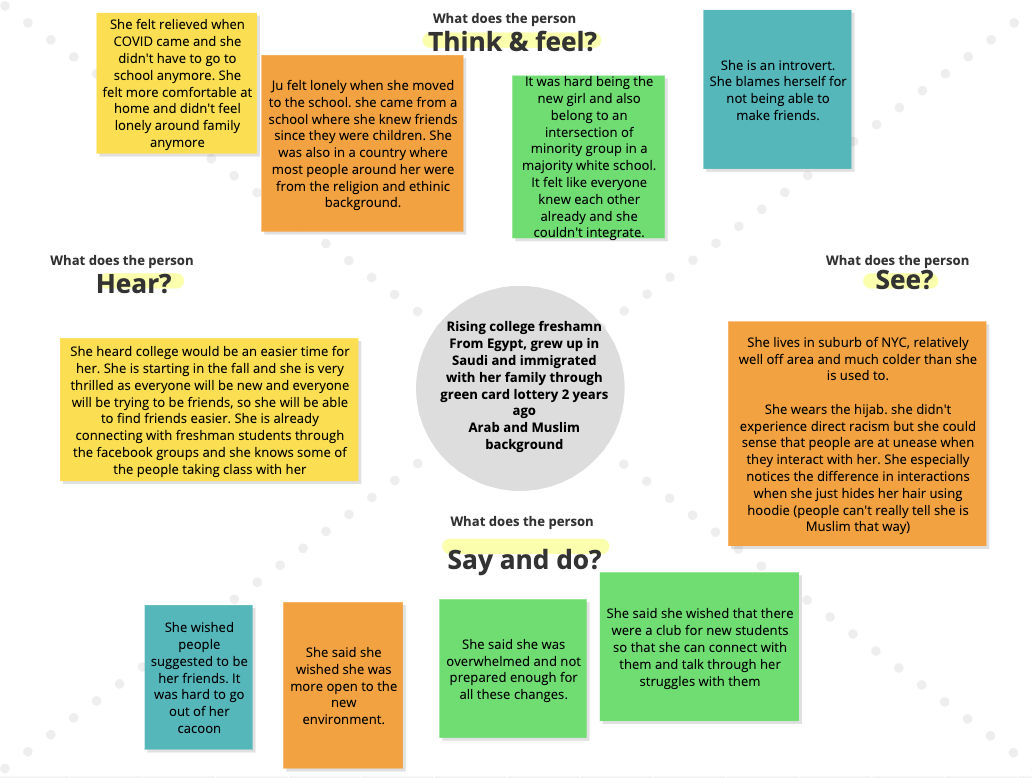 What does the person
Think & feel?
She felt relieved when
COVID came and she
didn't have to go to
school anymore. She
felt more comfortable at
home and didn't feel
lonely around family
anymore
Ju felt lonely when she moved
to the school. she came from a
school where she knew friends
since they were children. She
was also in a country where
most people around her were
from the religion and ethinic
background.
It was hard being the
new girl and also
belong to an
intersection of
minority group in a
majority white school.
It felt like everyone
knew each other
already and she
couldn't integrate.
She is an introvert.
She blames herself for
not being able to
make friends.
What does the person
Hear?
She heard college would be an easier time for
her. She is starting in the fall and she is very
thrilled as everyone will be new and everyone
will be trying to be friends, so she will be able
to find friends easier. She is already
connecting with freshman students through
the facebook groups and she knows some of
the people taking class with her
Rising college freshamn
From Egypt, grew up in
Saudi and immigrated
with her family through
green card lottery 2 years
ago
Arab and Muslim
background
What does the person
See?
She lives in suburb of NYC, relatively
well off area and much colder than she
is used to.
She wears the hijab. she didn't
experience direct racism but she could
sense that people are at unease when
they interact with her. She especially
notices the difference in interactions
when she just hides her hair using
hoodie (people can't really tell she is
Muslim that way)
What does the person
Say and do?
She wished
people
suggested to be
her friends. It
was hard to go
out of her
cacoon
She said she
wished she was
more open to the
new
environment.
She said she was
overwhelmed and not
prepared enough for
all these changes.
She said she wished that there
were a club for new students
so that she can connect with
them and talk through her
struggles with them